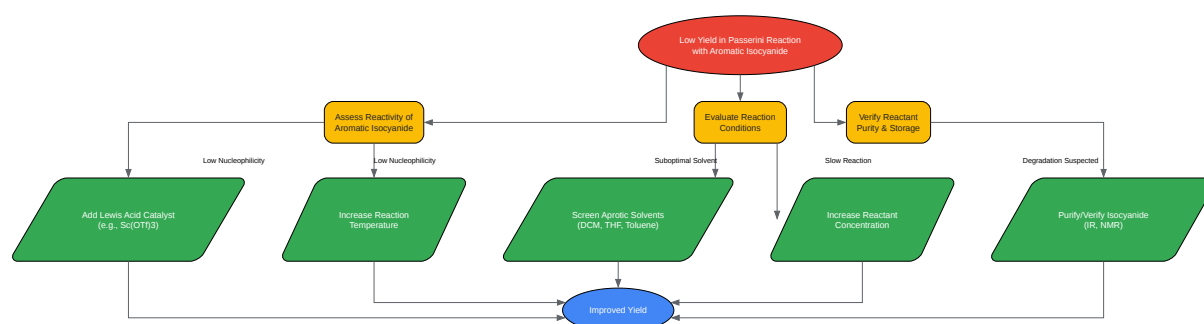 Low Yield in Passerini Reaction
with Aromatic Isocyanide
Assess Reactivity of
Aromatic Isocyanide
Evaluate Reaction
Conditions
Verify Reactant
Purity & Storage
Low Nucleophilicity
Low Nucleophilicity
Suboptimal Solvent
Slow Reaction
Degradation Suspected
Add Lewis Acid Catalyst
(e.g., Sc(OTf)3)
Increase Reaction
Temperature
Screen Aprotic Solvents
(DCM, THF, Toluene)
Increase Reactant
Concentration
Purify/Verify Isocyanide
(IR, NMR)
Improved Yield